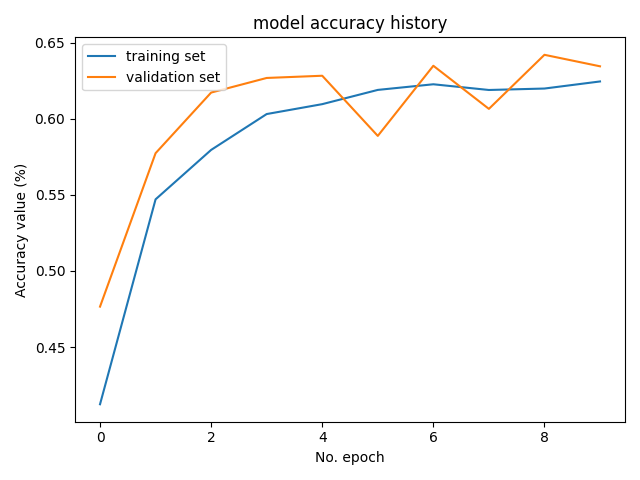 model accuracy history
training set
validation set
0.65
0.60
0.55
0.50
0.45
Accuracy value (%)
0 2 4 6 8
No. epoch